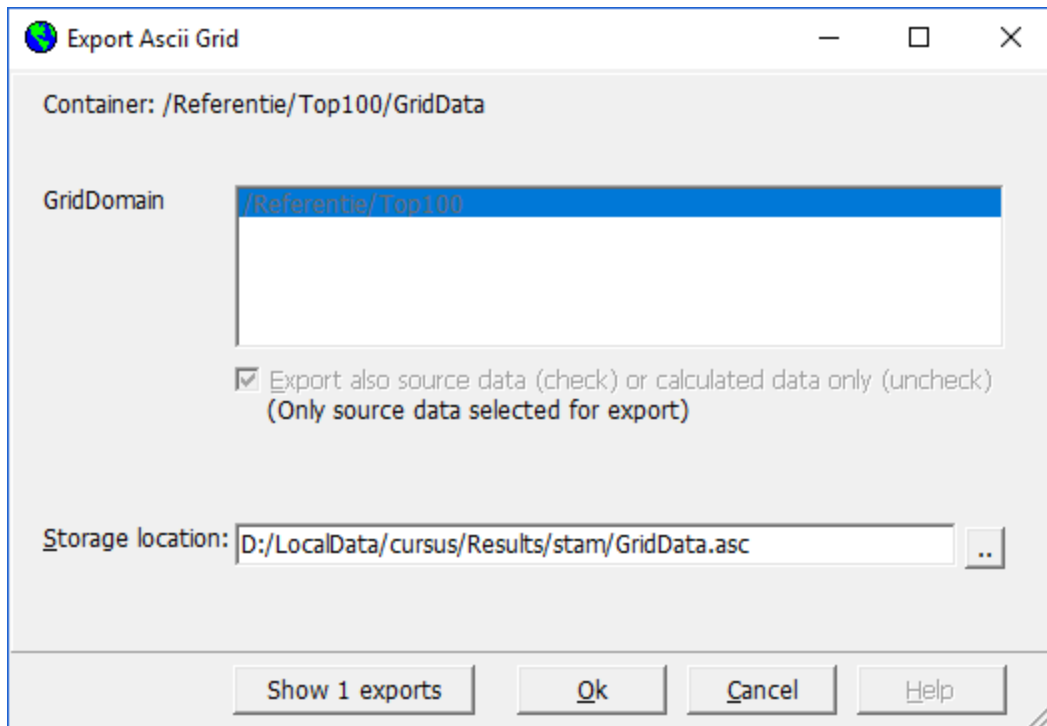 Export Ascii Grid
Container: /Referentie/Top100/GridData
GridDomain
/Referentie/Top100
Export also source data (check) or calculated data only (uncheck)
(Only source data selected for export)
Storage location:
D:/LocalData/cursus/Results/stam/GridData.asc
..
Show 1 exports
Ok
Cancel
Help